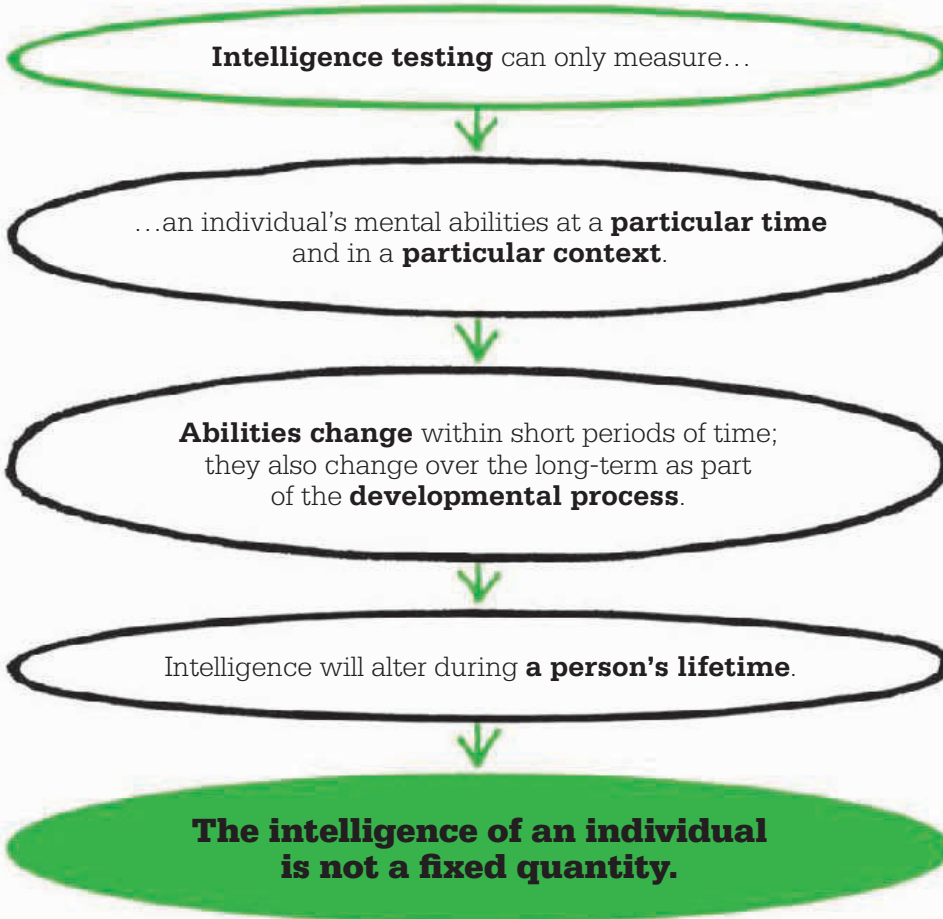 Intelligence testing can only measure…
…an individual's mental abilities at a particular time
and in a particular context.
Abilities change within short periods of time;
they also change over the long-term as part
of the developmental process.
Intelligence will alter during a person's lifetime.
The intelligence of an individual
is not a fixed quantity.